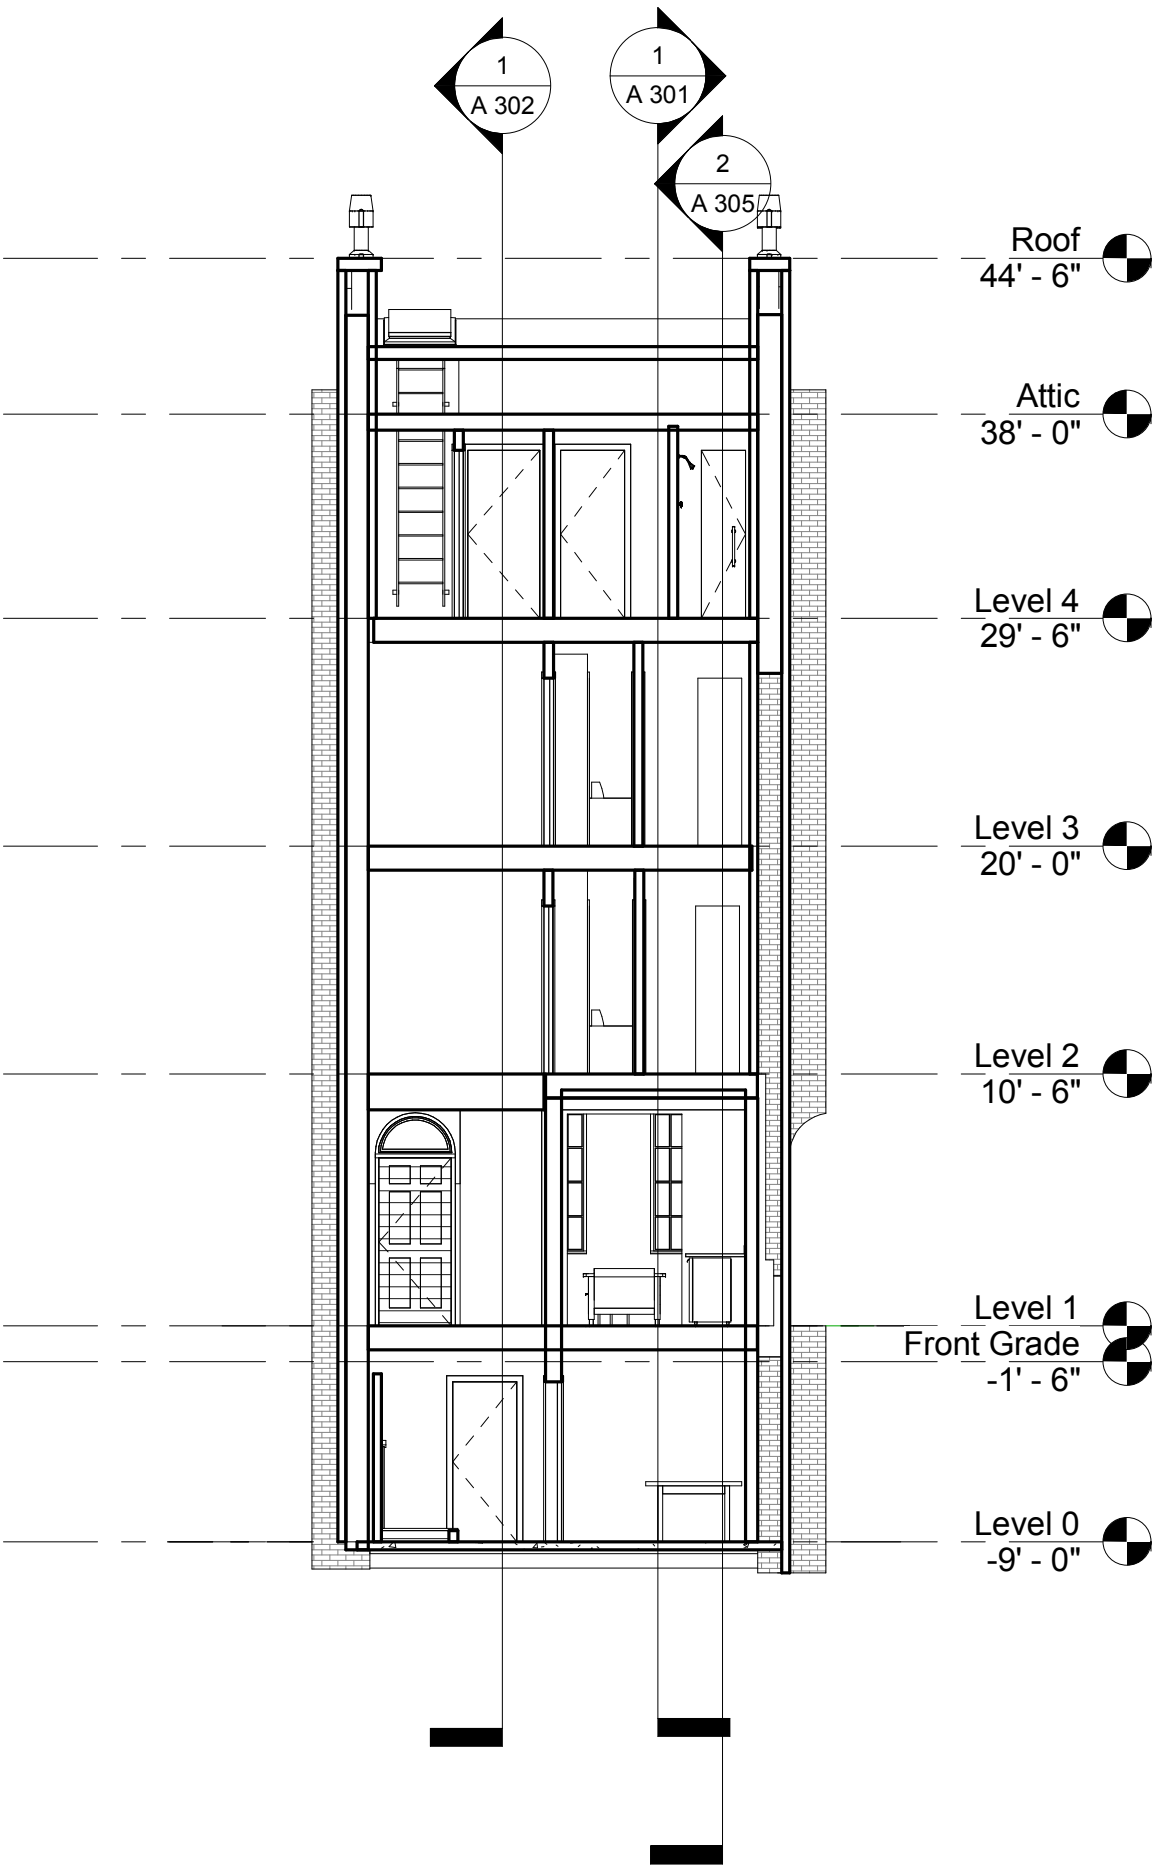 1
A 302
1
A 301
2
A 305
Roof
44' - 6"
Attic
38' - 0"
Level 4
29' - 6"
Level 3
20' - 0"
Level 2
10' - 6"
Level 1
Front Grade
-1' - 6"
Level 0
-9' - 0"